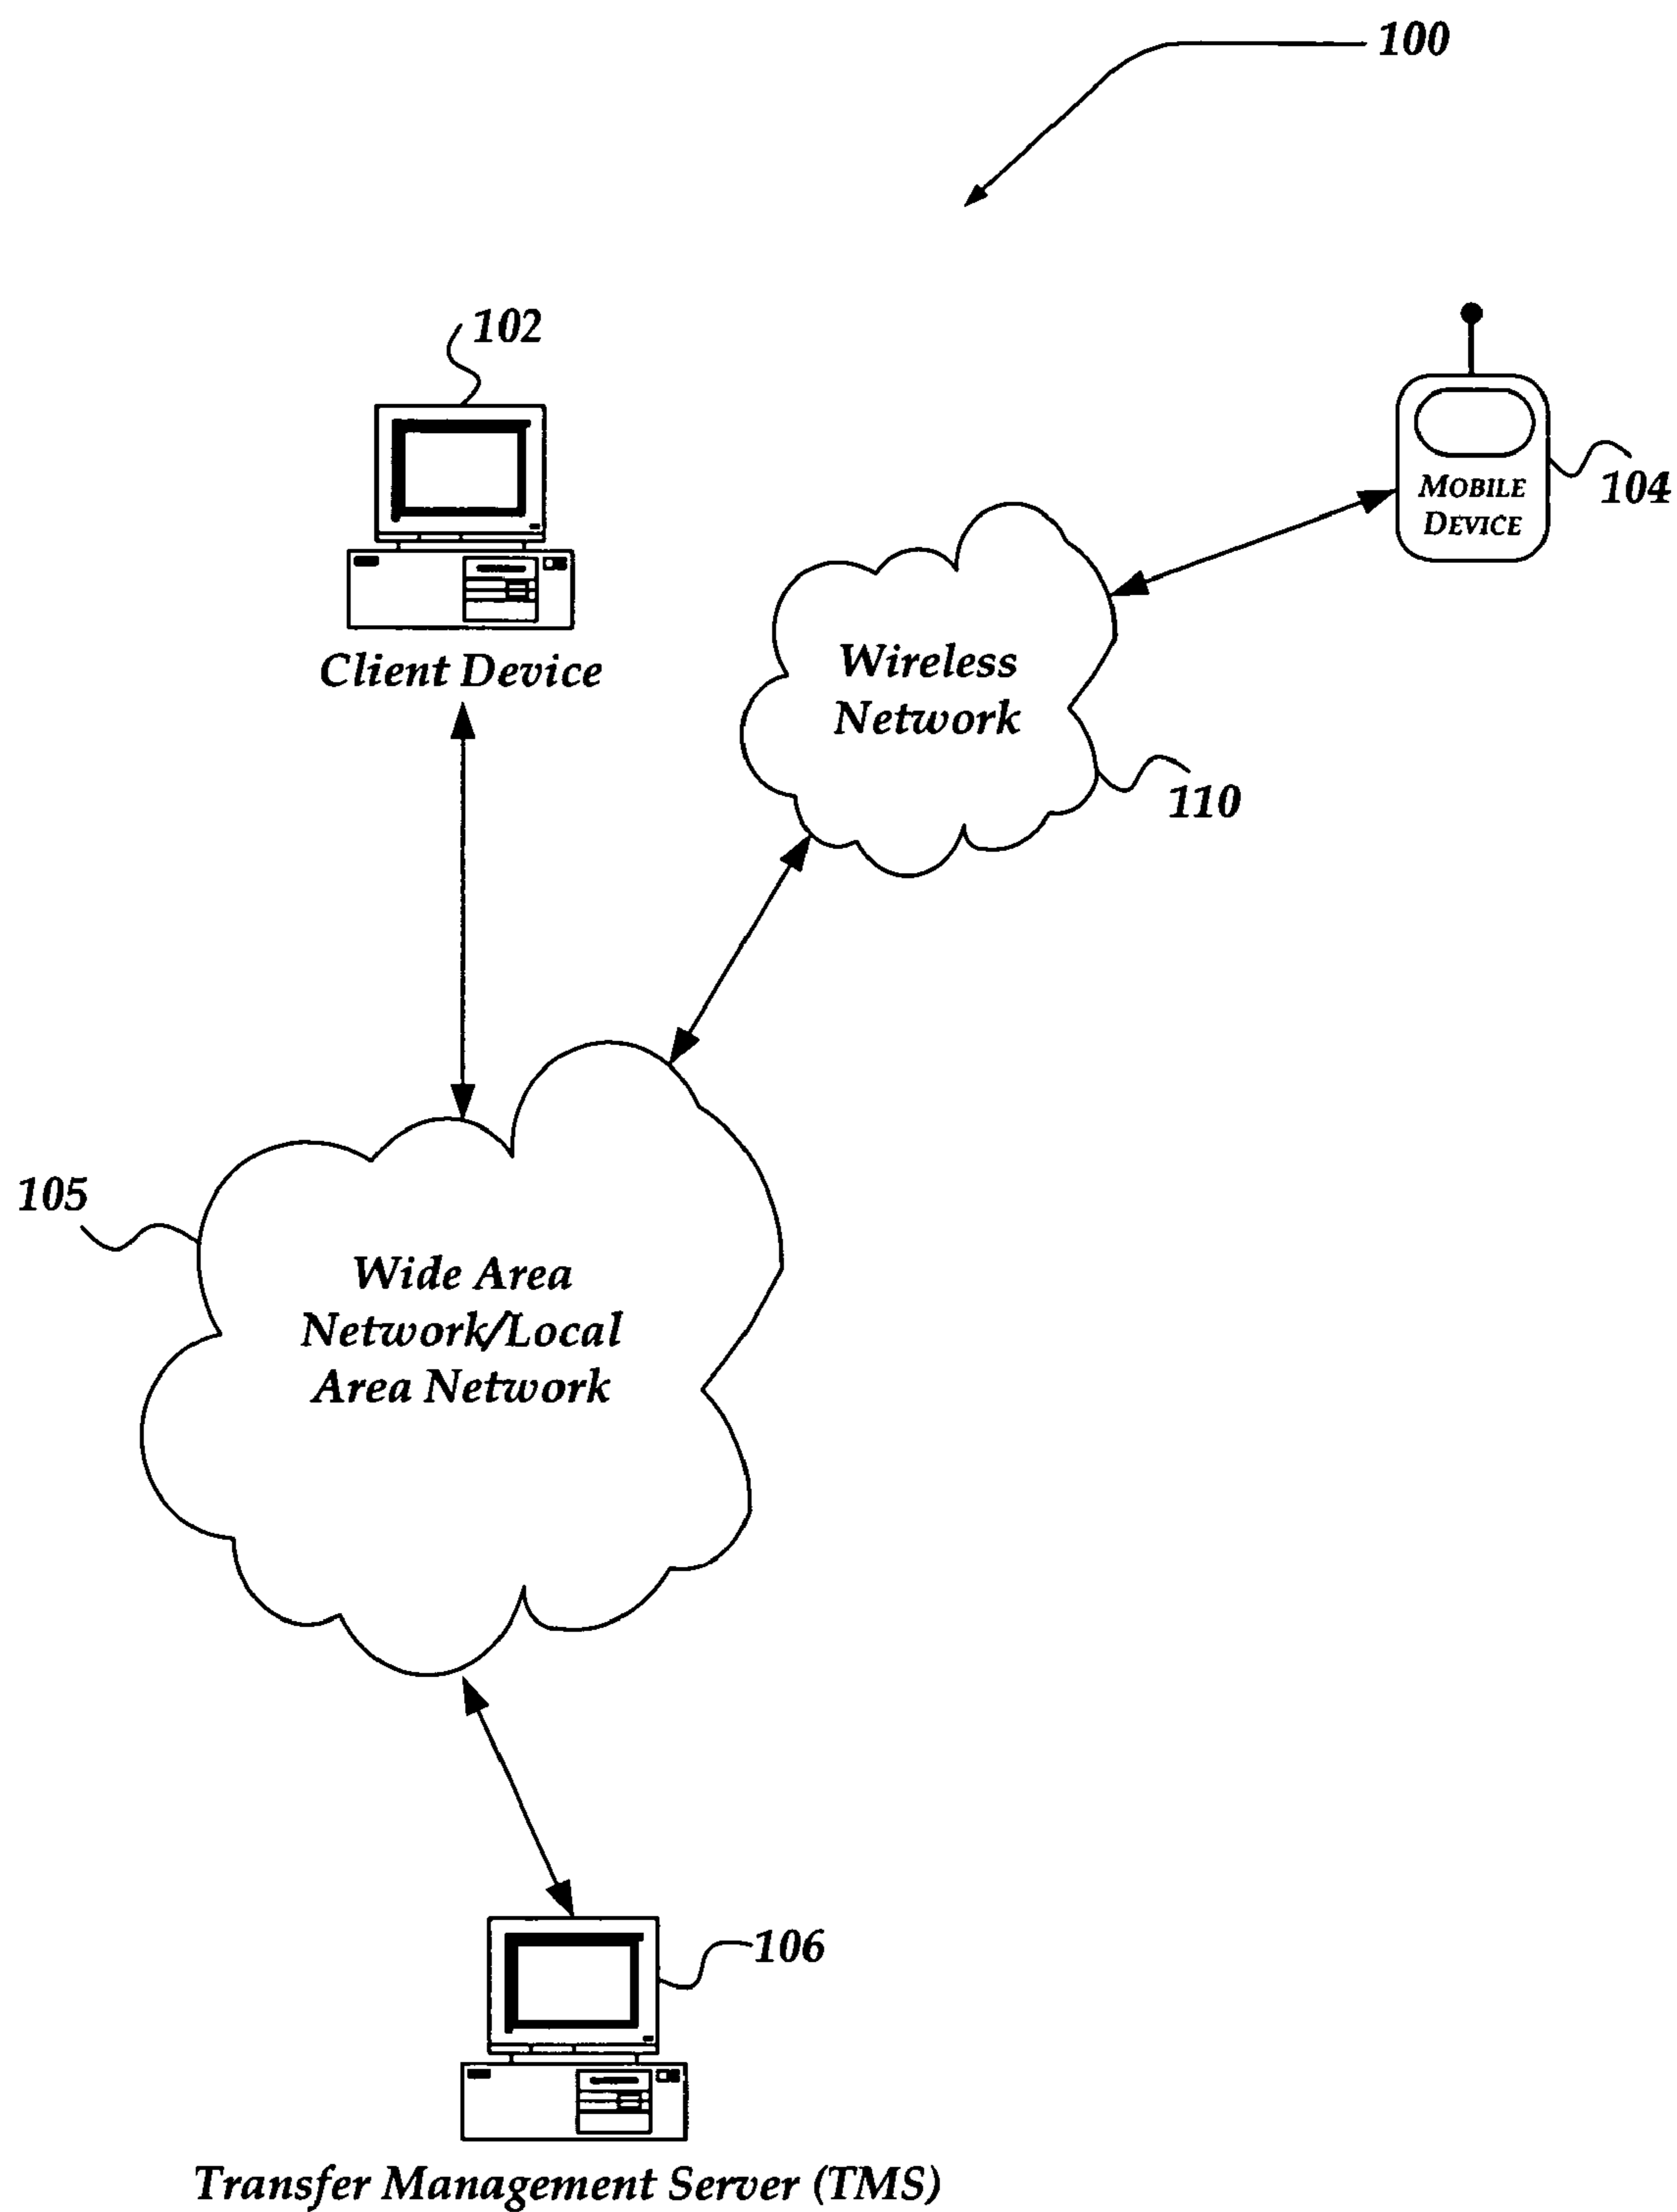 100
102
104
MOBILE
DEVICE
Client Device
Wireless
Network
110
105
Wide Area
Network/Local
Area Network
106
Transfer Management Server (TMS)